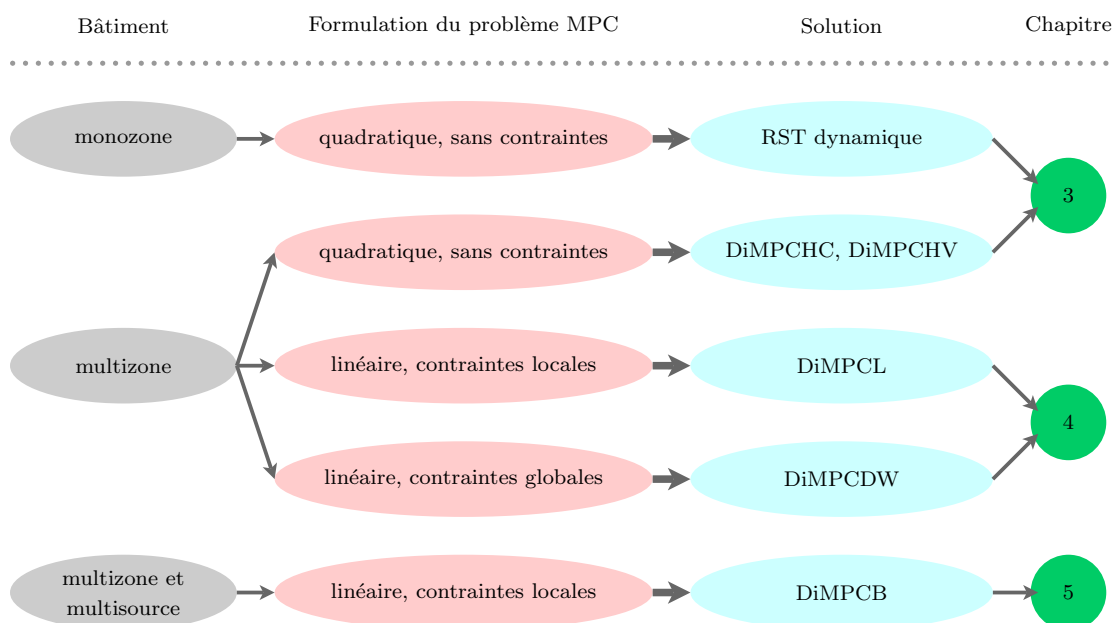 Bâtiment
Formulation du problème MPC
Solution
Chapitre
monozone
quadratique, sans contraintes
RST dynamique
3
quadratique, sans contraintes
DiMPCHC, DiMPCHV
multizone
linéaire, contraintes locales
DiMPCL
4
linéaire, contraintes globales
DiMPCDW
multizone et
multisource
linéaire, contraintes locales
DiMPCB
5